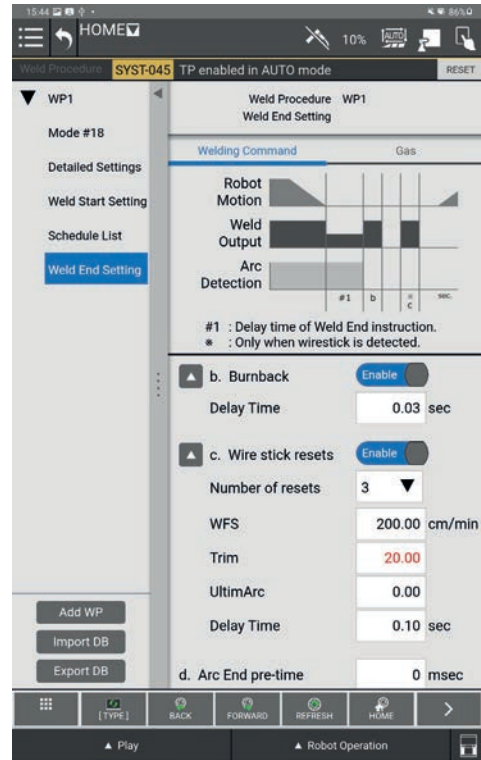 15:44
86%
HOME
10%
AUTO
Weld Procedure
SYST-045 TP enabled in AUTO mode
RESET
WP1
Mode #18
Detailed Settings
Weld Start Setting
Schedule List
Weld End Setting
Add WP
Import DB
Export DB
Weld Procedure WP1
Weld End Setting
Welding Command
Gas
Robot
Motion
Weld
Output
Arc
Detection
#1
b
※
c
sec.
#1 : Delay time of Weld End instruction.
※ : Only when wirestick is detected.
b. Burnback Enable
Delay Time 0.03 sec
c. Wire stick resets Enable
Number of resets 3 ▼
WFS 200.00 cm/min
Trim 20.00
UltimArc 0.00
Delay Time 0.10 sec
d. Arc End pre-time 0 msec
[TYPE]
BACK
FORWARD
REFRESH
HOME
>
▲ Play
▲ Robot Operation